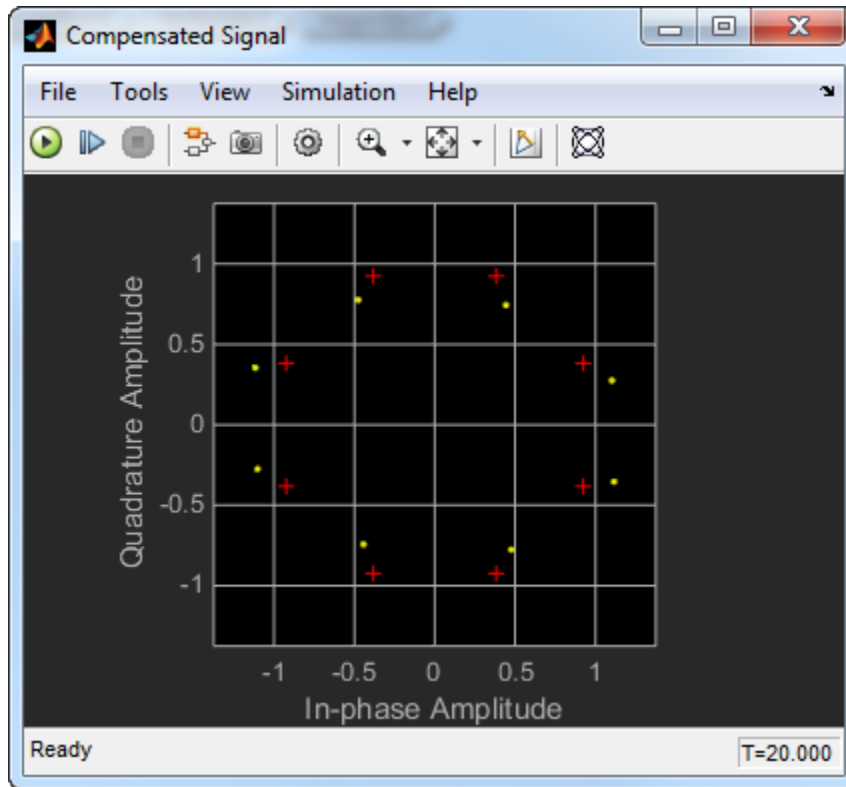 Compensated Signal
File Tools View Simulation Help
1
0.5
0
-0.5
-1
Quadrature Amplitude
-1 -0.5 0 0.5 1
In-phase Amplitude
Ready T=20.000